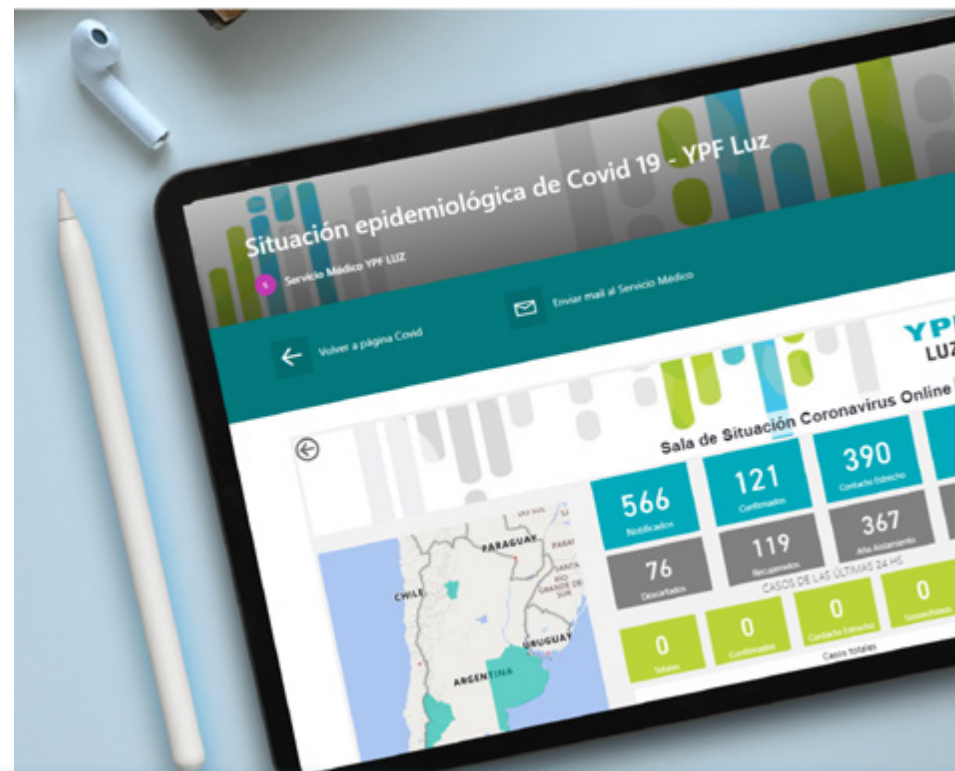 Situación epidemiológica de Covid 19 - YPF Luz
Servicio Médico YPF LUZ
Volver a página Covid
Enviar mail al Servicio Médico
LUZ
Sala de Situación Coronavirus Online
566
Notificados
121
Confirmados
390
Contacto Estrecho
76
Descartados
119
Recuperados
367
Alta Aislamiento
CASOS DE LAS ÚLTIMAS 24 HS
0
Totales
0
Confirmados
0
Contacto Estrecho
0
Sospechosos
Casos totales
PARAGUAY
SANTA
RIO
GRANDE DE
SUR
CHILE
URUGUAY
ARGENTINA